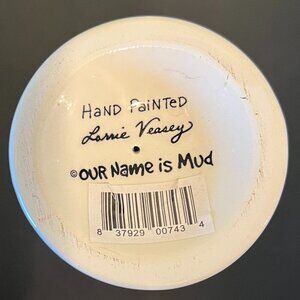 Hand Painted
Lorrie Veasey
© Our Name is Mud
8 37929 00743 4